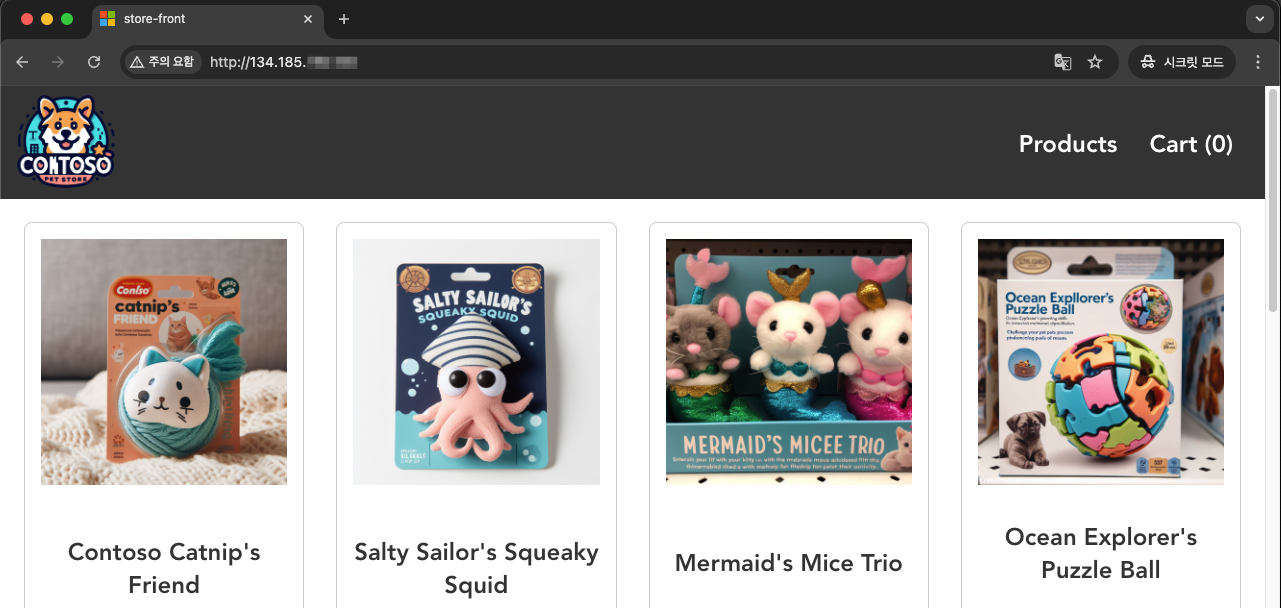 store-front
주의 요함 http://134.185.
시크릿 모드
CONTOSO
PET STORE
Products Cart (0)
Coniso
catnip's
FRIEND
SALTY SAILOR'S
SQUEAKY SQUID
MERMAID'S MICEE TRIO
Ocean Expllorer's
Puzzle Ball
Contoso Catnip's
Friend
Salty Sailor's Squeaky
Squid
Mermaid's Mice Trio
Ocean Explorer's
Puzzle Ball